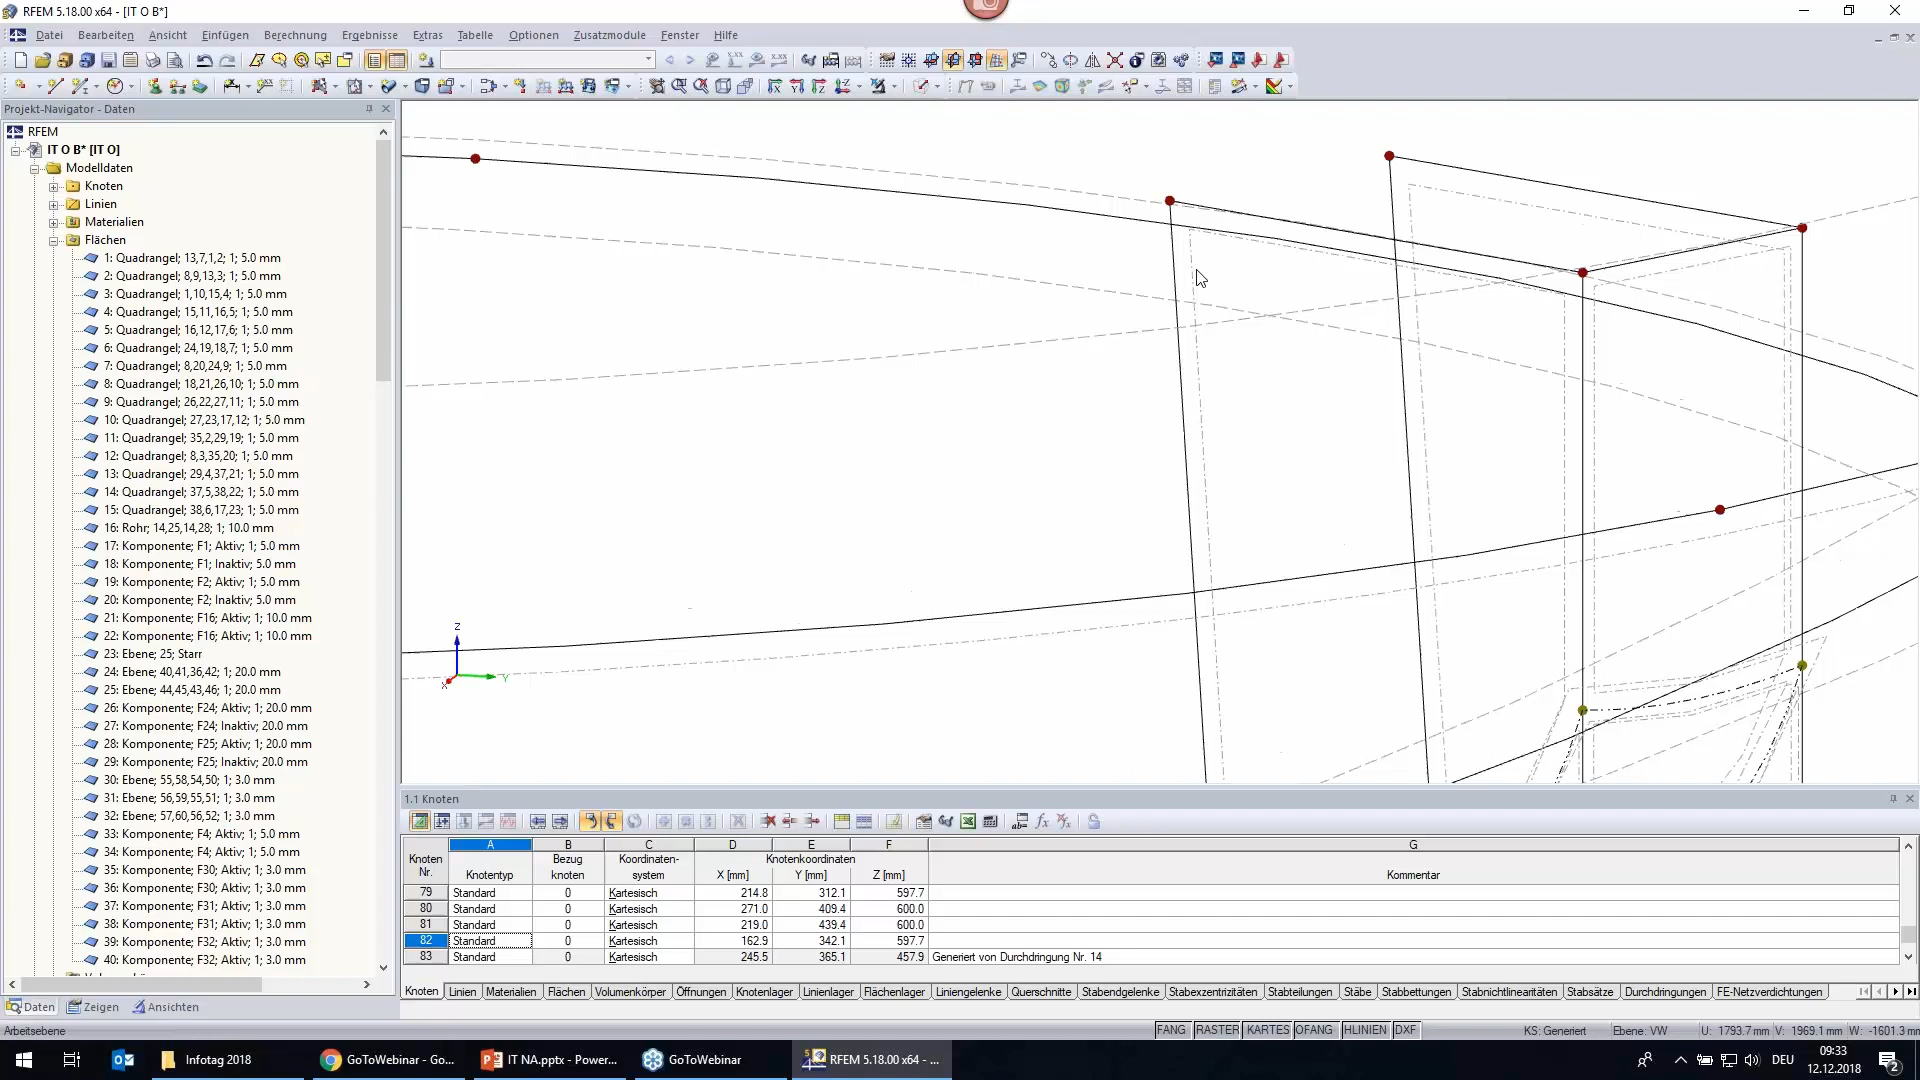 RFEM 5.18.00 x64 - [IT O B*]
Datei Bearbeiten Ansicht Einfügen Berechnung Ergebnisse Extras Tabelle Optionen Zusatzmodule Fenster Hilfe
Projekt-Navigator - Daten
RFEM
IT O B* [IT O]
Modelldaten
Knoten
Linien
Materialien
Flächen
1: Quadrangel; 13,7,1,2; 1; 5.0 mm
2: Quadrangel; 8,9,13,3; 1; 5.0 mm
3: Quadrangel; 1,10,15,4; 1; 5.0 mm
4: Quadrangel; 15,11,16,5; 1; 5.0 mm
5: Quadrangel; 16,12,17,6; 1; 5.0 mm
6: Quadrangel; 24,19,18,7; 1; 5.0 mm
7: Quadrangel; 8,20,24,9; 1; 5.0 mm
8: Quadrangel; 18,21,26,10; 1; 5.0 mm
9: Quadrangel; 26,22,27,11; 1; 5.0 mm
10: Quadrangel; 27,23,17,12; 1; 5.0 mm
11: Quadrangel; 35,2,29,19; 1; 5.0 mm
12: Quadrangel; 8,3,35,20; 1; 5.0 mm
13: Quadrangel; 29,4,37,21; 1; 5.0 mm
14: Quadrangel; 37,5,38,22; 1; 5.0 mm
15: Quadrangel; 38,6,17,23; 1; 5.0 mm
16: Rohr; 14,25,14,28; 1; 10.0 mm
17: Komponente; F1; Aktiv; 1; 5.0 mm
18: Komponente; F1; Inaktiv; 5.0 mm
19: Komponente; F2; Aktiv; 1; 5.0 mm
20: Komponente; F2; Inaktiv; 5.0 mm
21: Komponente; F16; Aktiv; 1; 10.0 mm
22: Komponente; F16; Aktiv; 1; 10.0 mm
23: Ebene; 25; Starr
24: Ebene; 40,41,36,42; 1; 20.0 mm
25: Ebene; 44,45,43,46; 1; 20.0 mm
26: Komponente; F24; Aktiv; 1; 20.0 mm
27: Komponente; F24; Inaktiv; 20.0 mm
28: Komponente; F25; Aktiv; 1; 20.0 mm
29: Komponente; F25; Inaktiv; 20.0 mm
30: Ebene; 55,58,54,50; 1; 3.0 mm
31: Ebene; 56,59,55,51; 1; 3.0 mm
32: Ebene; 57,60,56,52; 1; 3.0 mm
33: Komponente; F4; Aktiv; 1; 5.0 mm
34: Komponente; F4; Aktiv; 1; 5.0 mm
35: Komponente; F30; Aktiv; 1; 3.0 mm
36: Komponente; F30; Aktiv; 1; 3.0 mm
37: Komponente; F31; Aktiv; 1; 3.0 mm
38: Komponente; F31; Aktiv; 1; 3.0 mm
39: Komponente; F32; Aktiv; 1; 3.0 mm
40: Komponente; F32; Aktiv; 1; 3.0 mm
Daten Zeigen Ansichten
Z
Y
X
1.1 Knoten
A B C D E F G
Knoten Bezug Koordinaten- Knotenkoordinaten
Nr. Knotentyp knoten system X [mm] Y [mm] Z [mm] Kommentar
79 Standard 0 Kartesisch 214.8 312.1 597.7
80 Standard 0 Kartesisch 271.0 409.4 600.0
81 Standard 0 Kartesisch 219.0 439.4 600.0
82 Standard 0 Kartesisch 162.9 342.1 597.7
83 Standard 0 Kartesisch 245.5 365.1 457.9 Generiert von Durchdringung Nr. 14
Knoten Linien Materialien Flächen Volumenkörper Öffnungen Knotenlager Linienlager Flächenlager Liniengelenke Querschnitte Stabendgelenke Stabexzentrizitäten Stabteilungen Stäbe Stabbettungen Stabnichtlinearitäten Stabsätze Durchdringungen FE-Netzverdichtungen
Arbeitsebene FANG RASTER KARTES OFANG HLINIEN DXF KS: Generiert Ebene: VW U: 1793.7 mm V: 1969.1 mm W: -1601.3 mm
Infotag 2018 GoToWebinar - Go... IT NA.pptx - Power... GoToWebinar RFEM 5.18.00 x64 - ... DEU 09:33
12.12.2018
2